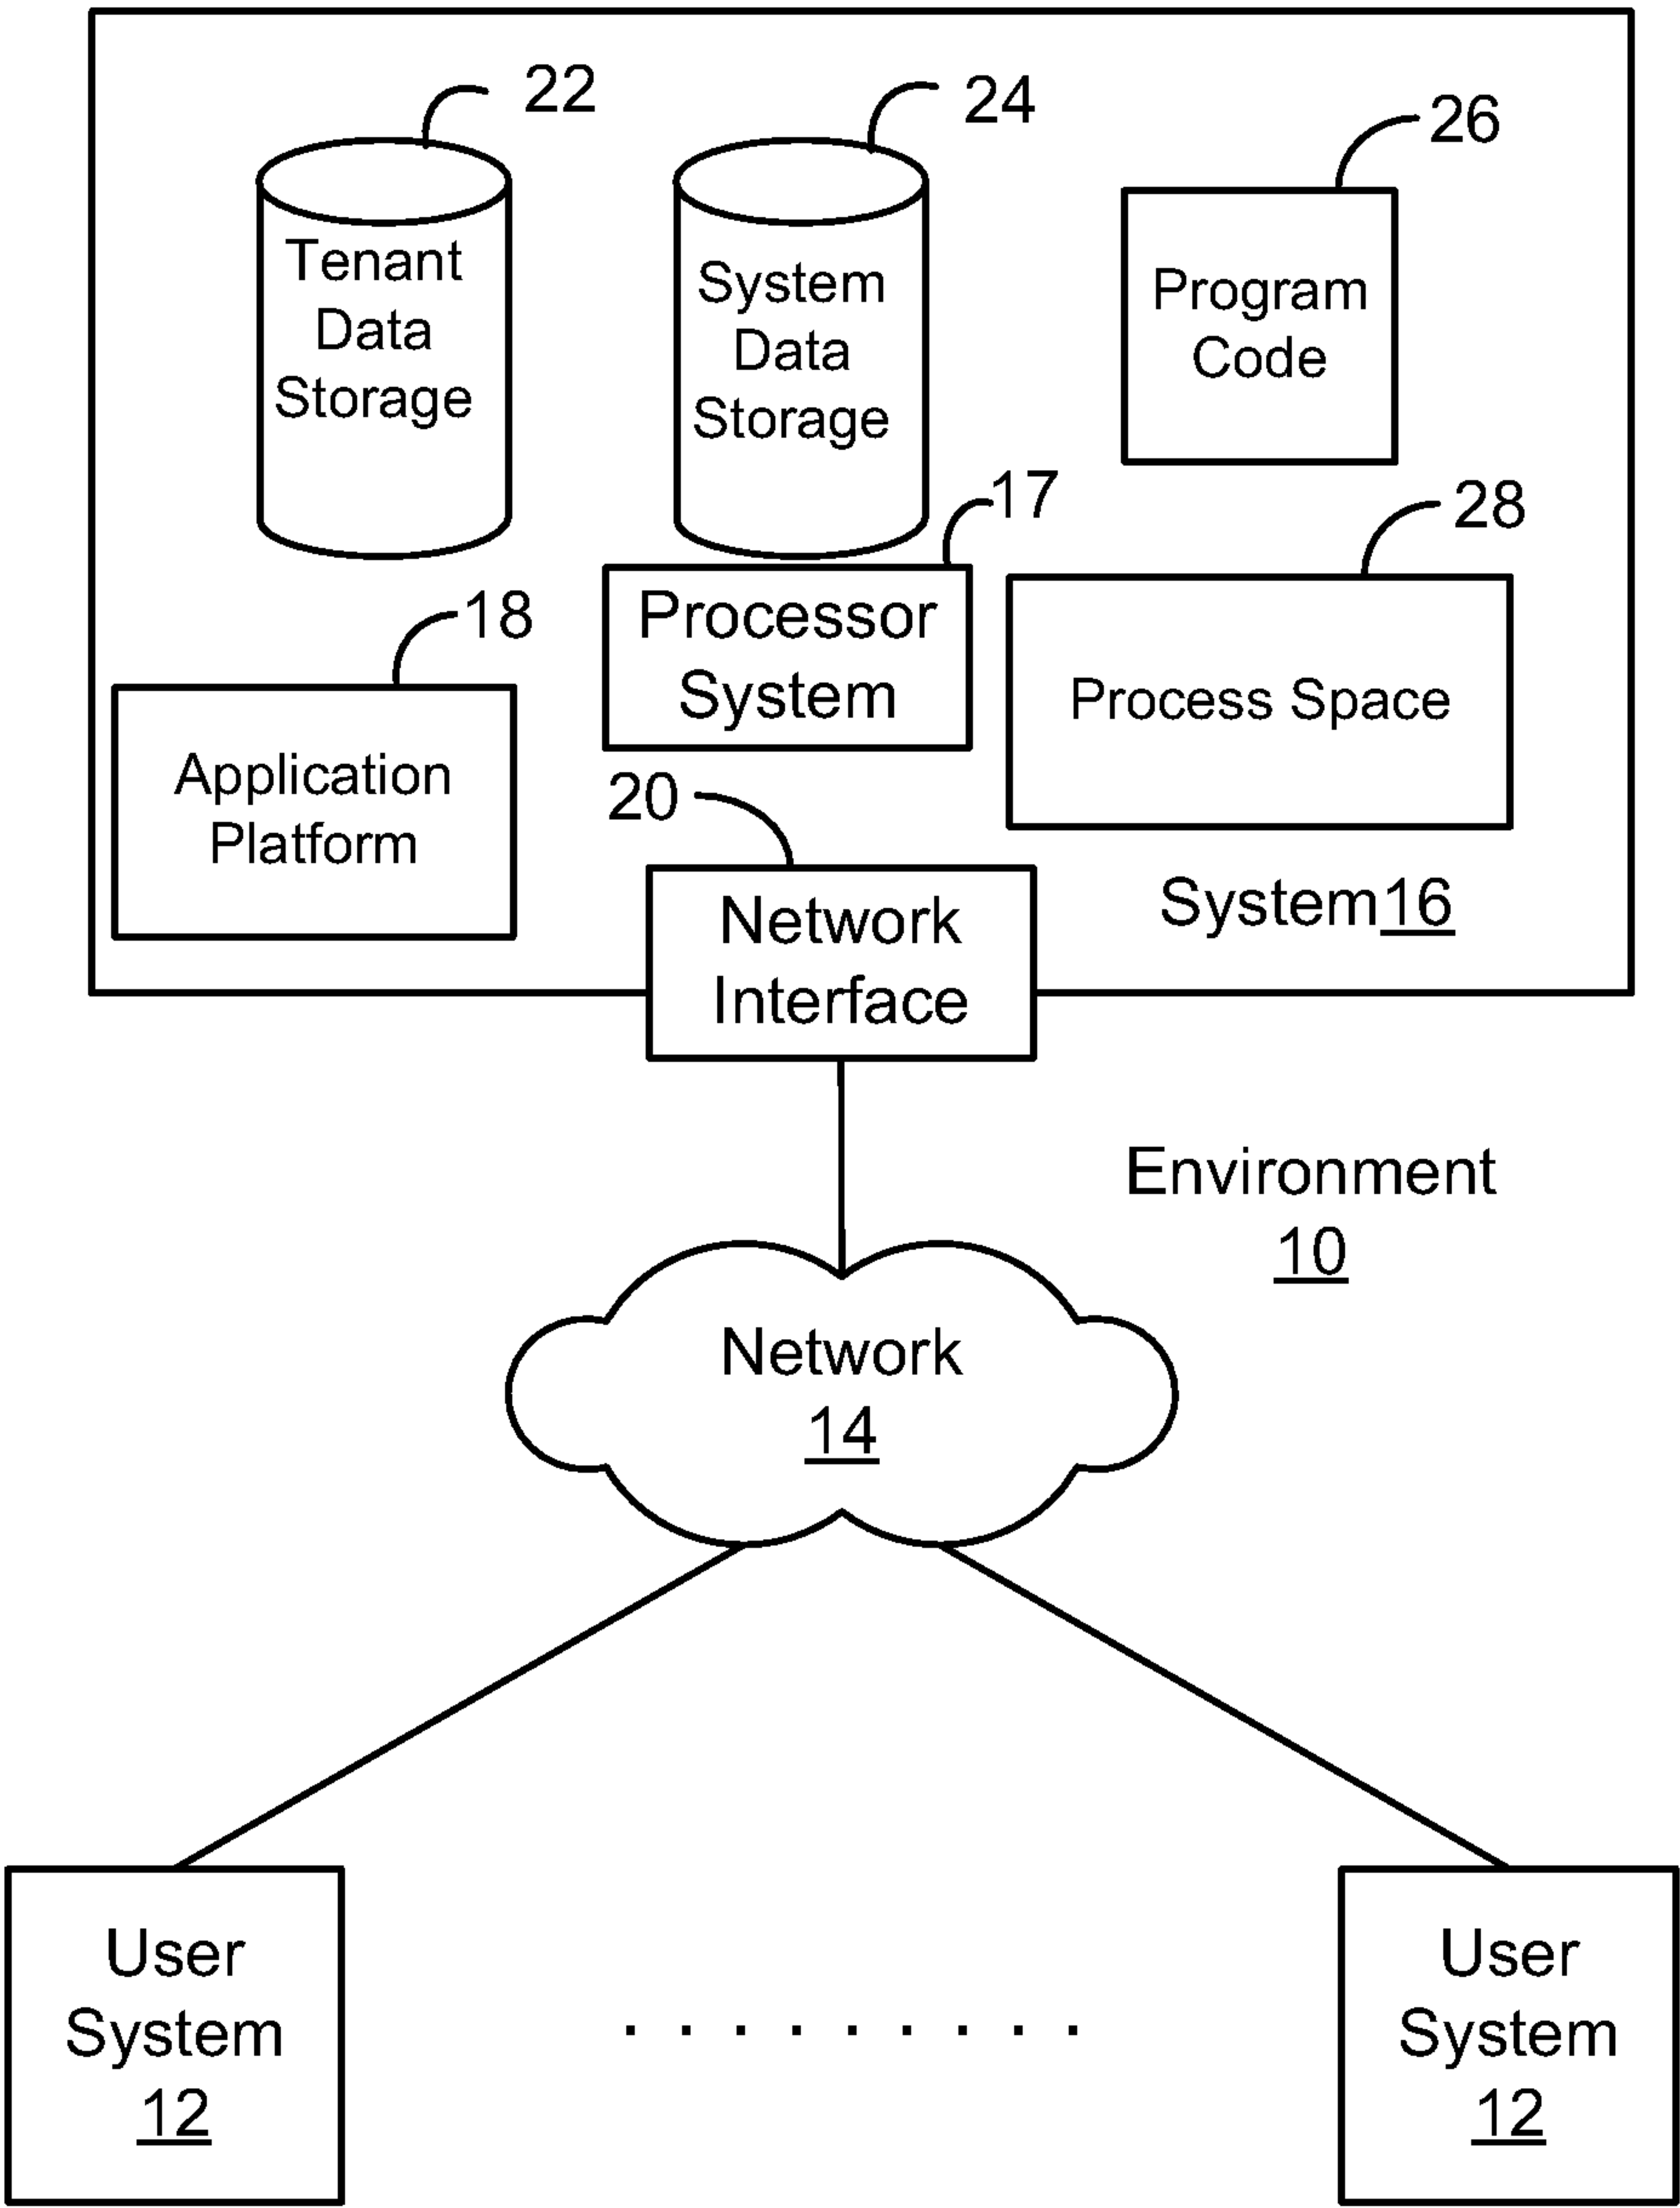 22
24
26
Tenant
Data
Storage
System
Data
Storage
Program
Code
17
28
18
Processor
System
Process Space
Application
Platform
20
Network
Interface
System16
Environment
10
Network
14
User
System
12
. . . . . . . . .
User
System
12